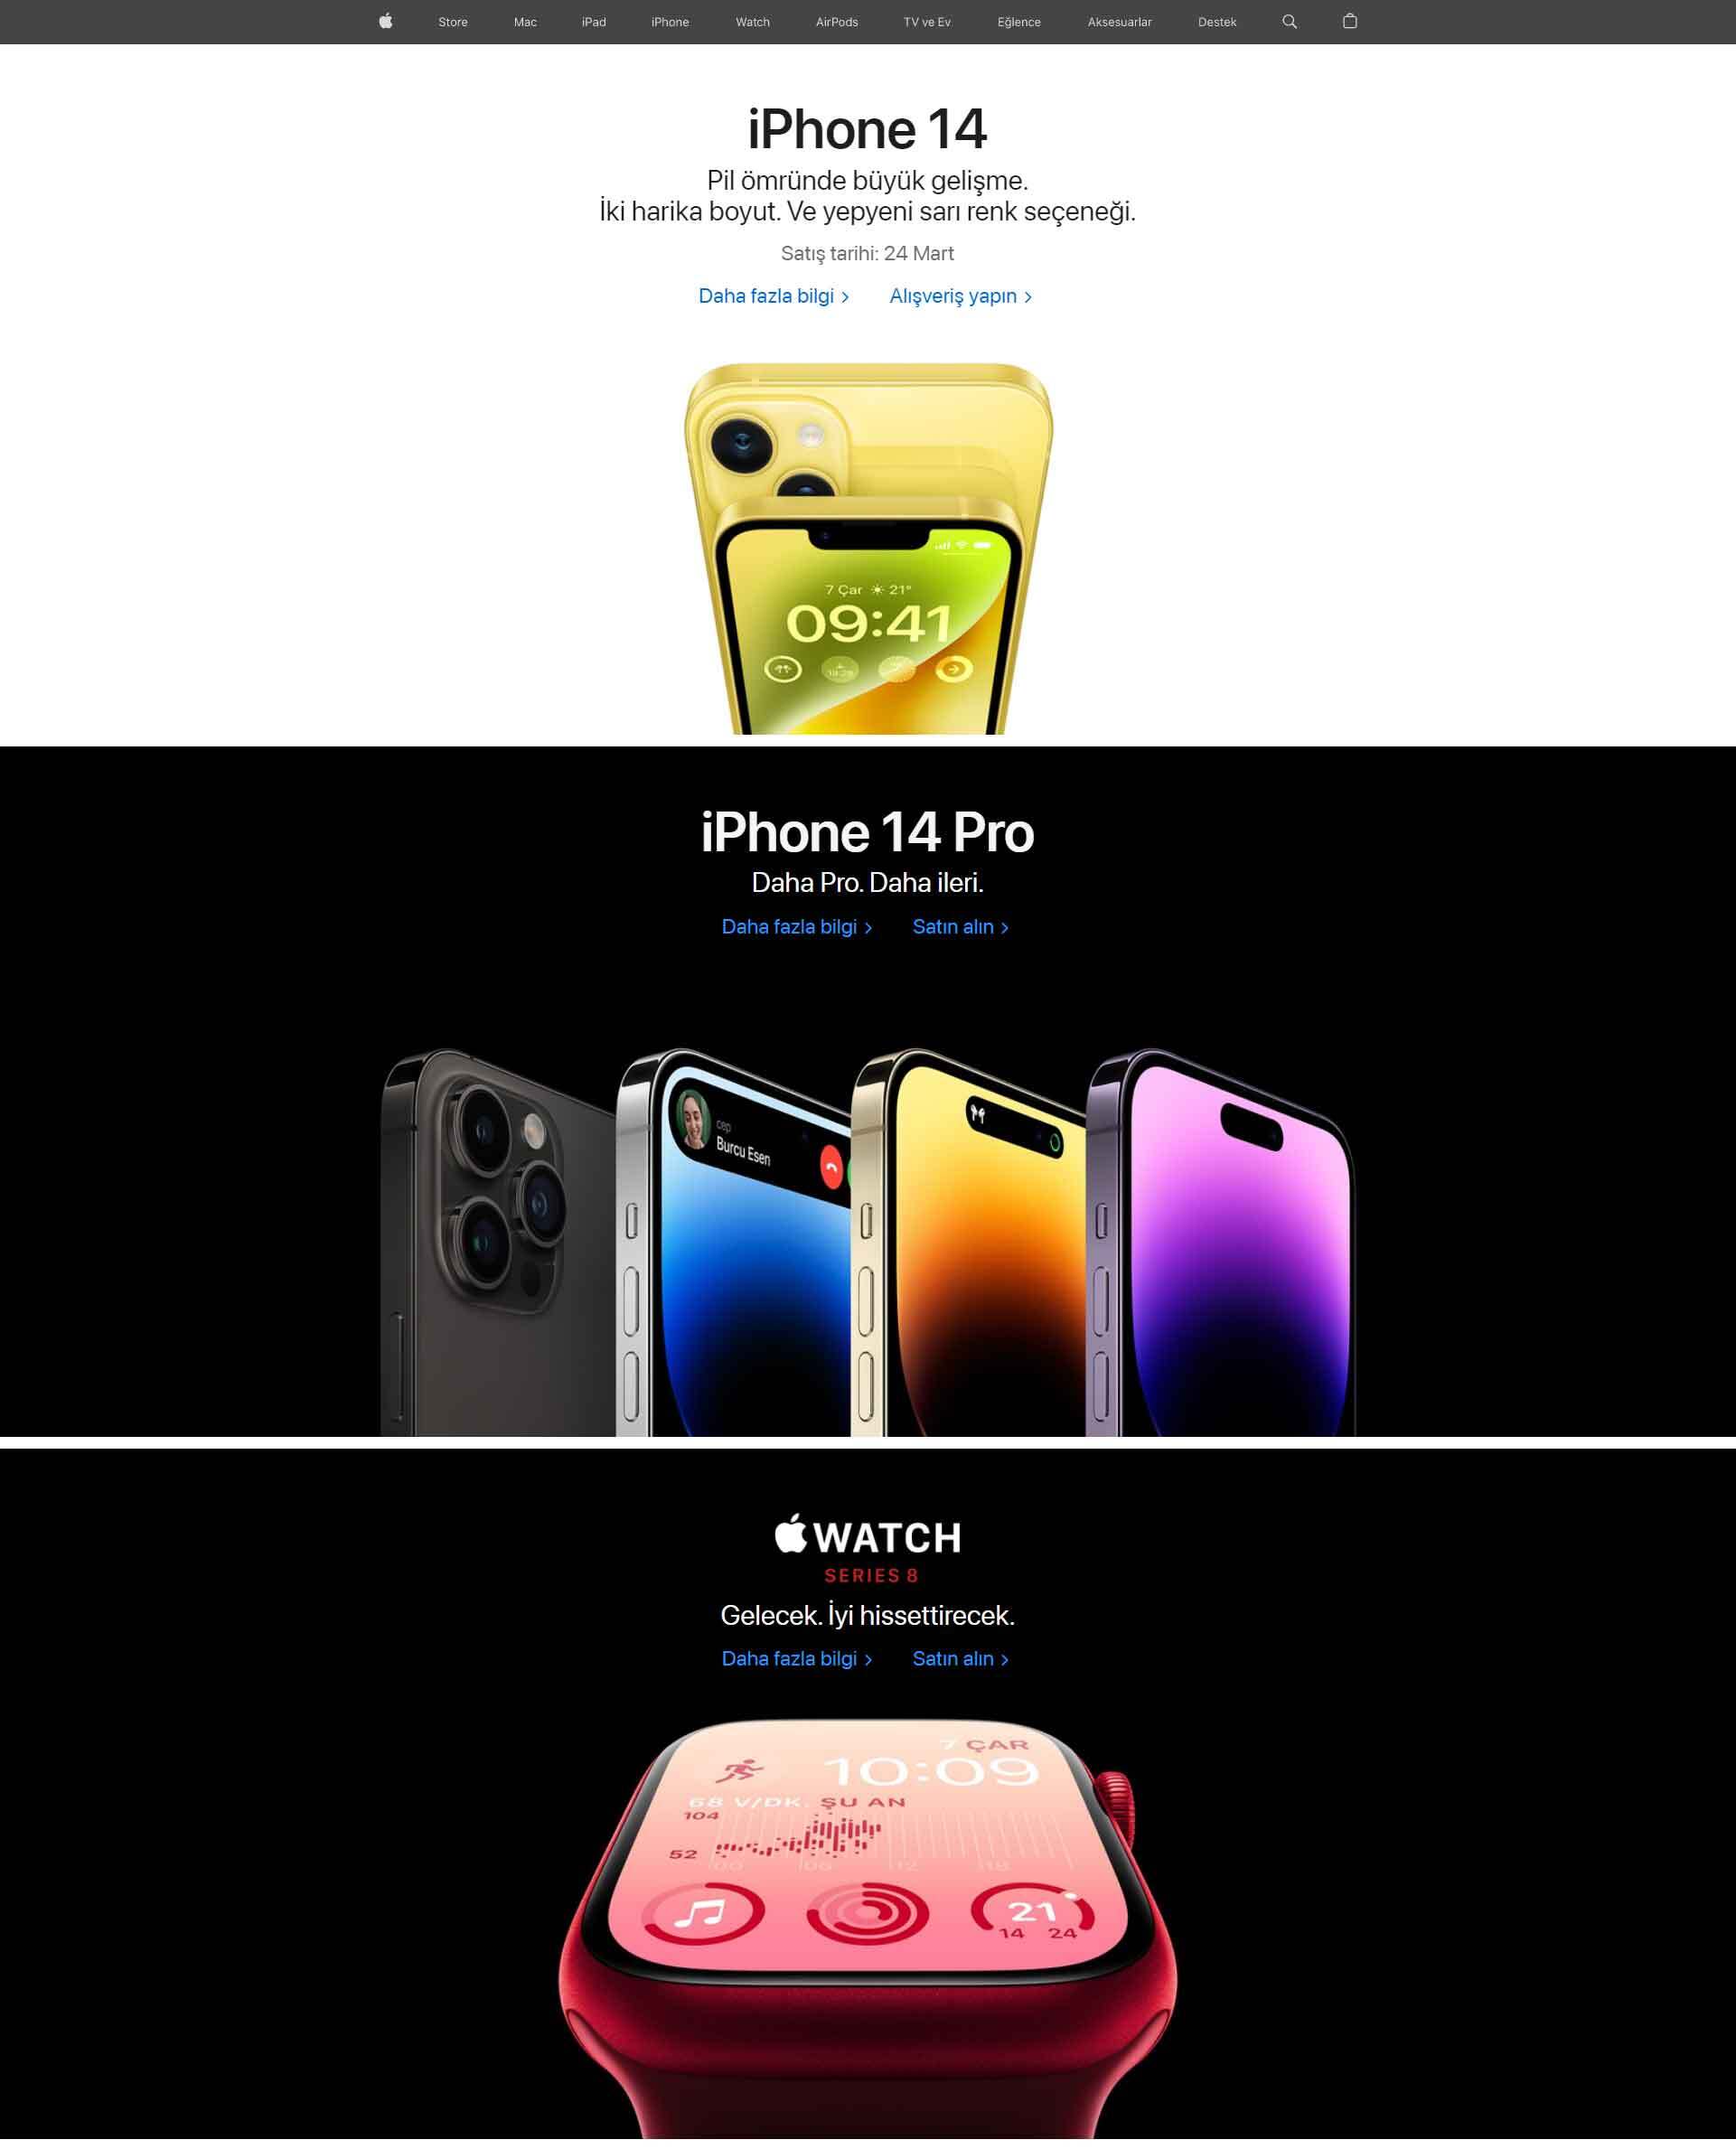 Store Mac iPad iPhone Watch AirPods TV ve Ev Eğlence Aksesuarlar Destek
iPhone 14
Pil ömründe büyük gelişme.
İki harika boyut. Ve yepyeni sarı renk seçeneği.
Satış tarihi: 24 Mart
Daha fazla bilgi > Alışveriş yapın >
7 Çar 21°
09:41
iPhone 14 Pro
Daha Pro. Daha ileri.
Daha fazla bilgi > Satın alın >
cep
Burcu Esen
WATCH
SERIES 8
Gelecek. İyi hissettirecek.
Daha fazla bilgi > Satın alın >
7 ÇAR
10:09
68 V/DK, ŞU AN
104
52
00 06 12 18
21
14 24